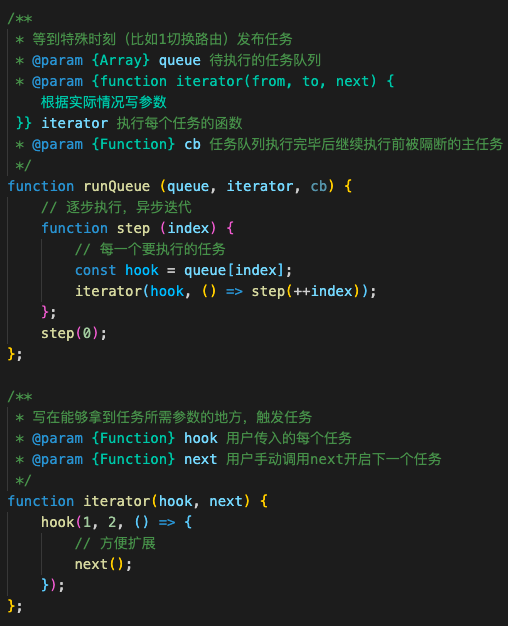 /**
 * 等到特殊时刻（比如1切换路由）发布任务
 * @param {Array} queue 待执行的任务队列
 * @param {function iterator(from, to, next) {
    根据实际情况写参数
 }} iterator 执行每个任务的函数
 * @param {Function} cb 任务队列执行完毕后继续执行前被隔断的主任务
 */
function runQueue (queue, iterator, cb) {
    // 逐步执行，异步迭代
    function step (index) {
        // 每一个要执行的任务
        const hook = queue[index];
        iterator(hook, () => step(++index));
    };
    step(0);
};

/**
 * 写在能够拿到任务所需参数的地方，触发任务
 * @param {Function} hook 用户传入的每个任务
 * @param {Function} next 用户手动调用next开启下一个任务
 */
function iterator(hook, next) {
    hook(1, 2, () => {
        // 方便扩展
        next();
    });
};